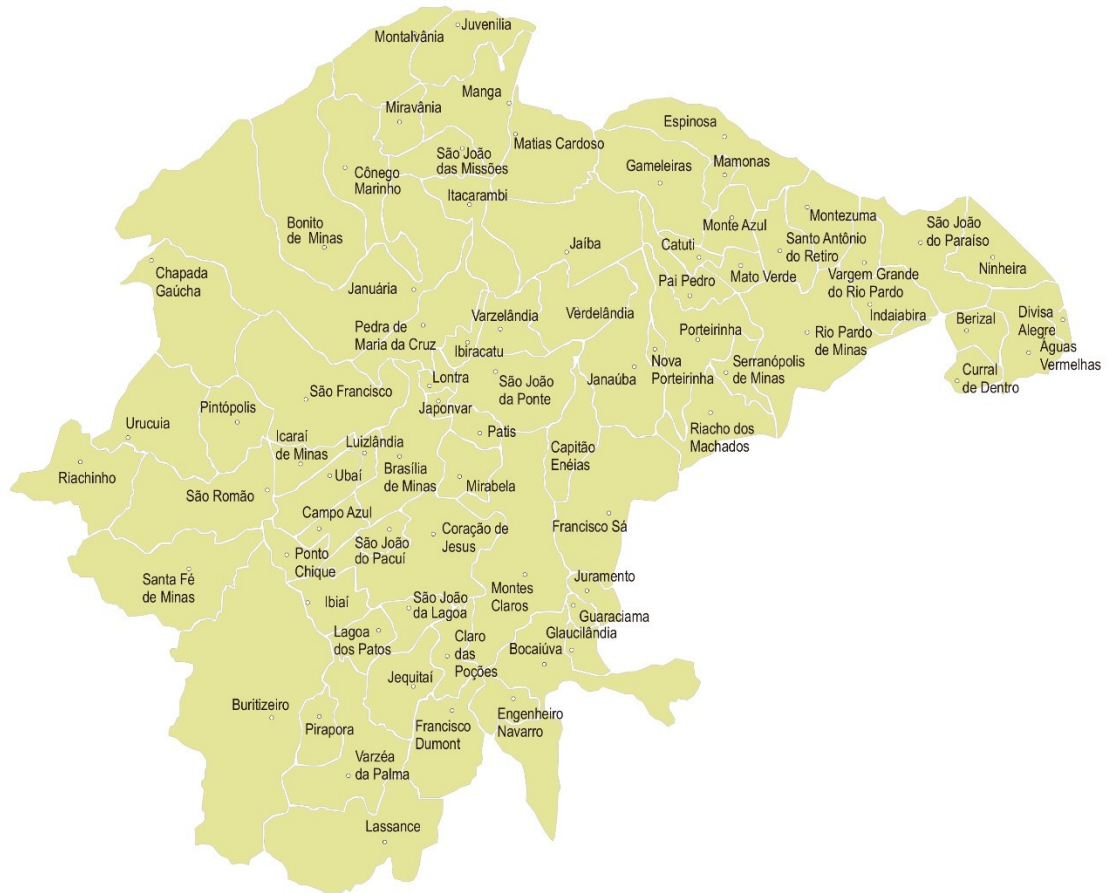 Juvenilia
Montalvânia
Manga
Miravânia
Matias Cardoso
Espinosa
São João
das Missões
Gameleiras
Mamonas
Cônego
Marinho
Itacarambi
Bonito
de Minas
Monte Azul
Montezuma
São João
do Paraíso
Jaíba
Catuti
Santo Antônio
do Retiro
Ninheira
Chapada
Gaúcha
Mato Verde
Vargem Grande
do Rio Pardo
Januária
Pai Pedro
Indaiabira
Pedra de
Maria da Cruz
Varzelândia
Verdelândia
Porteirinha
Rio Pardo
de Minas
Berizal
Divisa
Alegre
Águas
Vermelhas
Ibiracatu
Nova
Porteirinha
Serranópolis
de Minas
Lontra
São João
da Ponte
Janaúba
Curral
de Dentro
São Francisco
Japonvar
Pintópolis
Urucuia
Riacho dos
Machados
Icaraí
de Minas
Luizlândia
Patis
Capitão
Enéias
Riachinho
Ubaí
Brasília
de Minas
Mirabela
São Romão
Campo Azul
Francisco Sá
São João
do Pacuí
Coração de
Jesus
Ponto
Chique
Santa Fé
de Minas
Montes
Claros
Juramento
Ibiaí
São João
da Lagoa
Guaraciama
Glaucilândia
Lagoa
dos Patos
Claro
das
Poções
Bocaiúva
Jequitaí
Buritizeiro
Pirapora
Francisco
Dumont
Engenheiro
Navarro
Varzéa
da Palma
Lassance